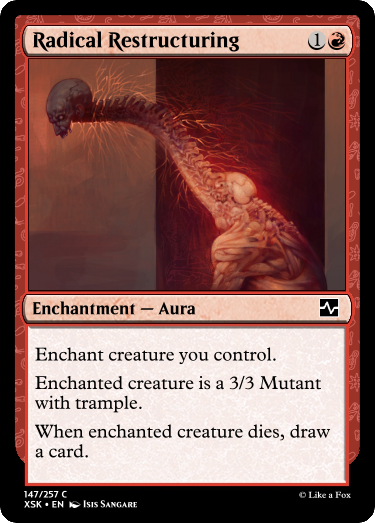 Radical Restructuring 1
Enchantment — Aura
Enchant creature you control.
Enchanted creature is a 3/3 Mutant
with trample.
When enchanted creature dies, draw
a card.
147/257 C
XSK • EN Isis Sangare
© Like a Fox